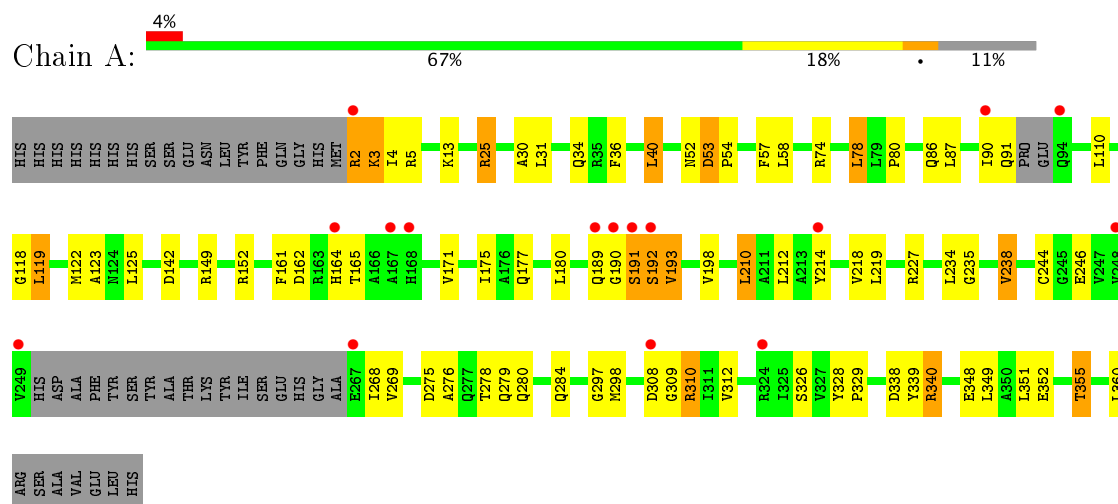 4%
Chain A:
67% 18% • 11%
HIS HIS HIS HIS HIS HIS HIS SER SER GLU ASN LEU TYR PHE GLN GLY HIS MET R2 K3 I4 R5 K13 R25 A30 L31 Q34 R35 F36 L40 N52 D53 P54 F57 L58 R74 L78 L79 P80 Q86 L87 I90 Q91 PRO GLU Q94 L110
G118 L119 M122 A123 N124 L125 D142 R149 R152 F161 D162 R163 H164 T165 A166 A167 H168 V171 I175 A176 Q177 L180 Q189 G190 S191 S192 V193 V198 L210 A211 L212 A213 Y214 V218 L219 R227 L234 G235 V238 C244 G245 E246 V247
V249 HIS ASP ALA PHE TYR SER TYR ALA THR LYS TYR ILE SER GLU HIS GLY ALA E267 I268 V269 D275 A276 Q277 T278 Q279 Q280 Q284 G297 M298 D308 G309 R310 I311 V312 R324 I325 S326 V327 Y328 P329 D338 Y339 R340 E348 L349 A350 L351 E352 T355 L360
ARG SER ALA VAL GLU LEU HIS